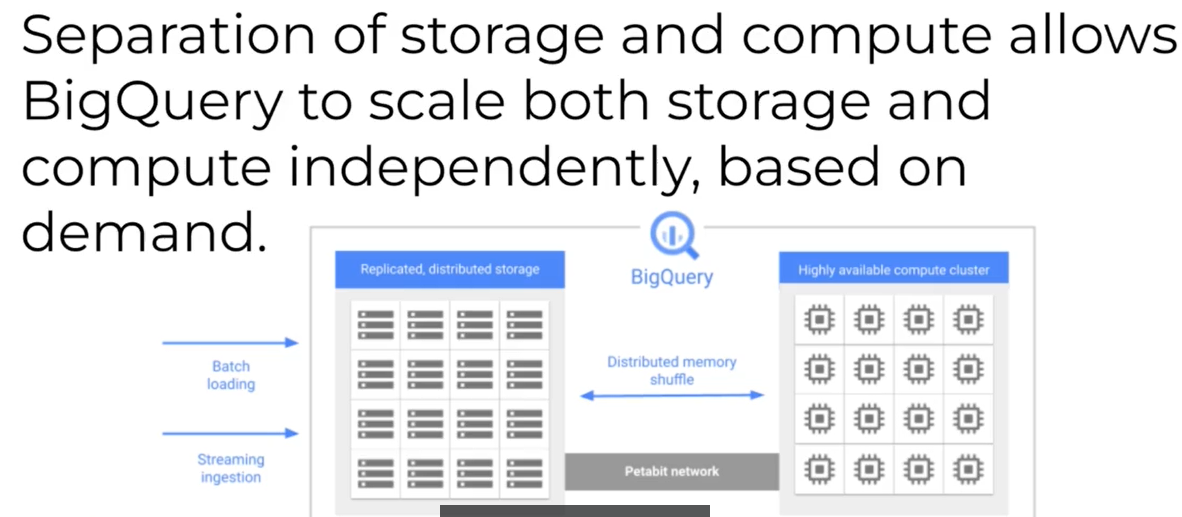 Separation of storage and compute allows
BigQuery to scale both storage and
compute independently, based on
demand.
Replicated, distributed storage
BigQuery
Highly available compute cluster
Batch
loading
Distributed memory
shuffle
Streaming
ingestion
Petabit network